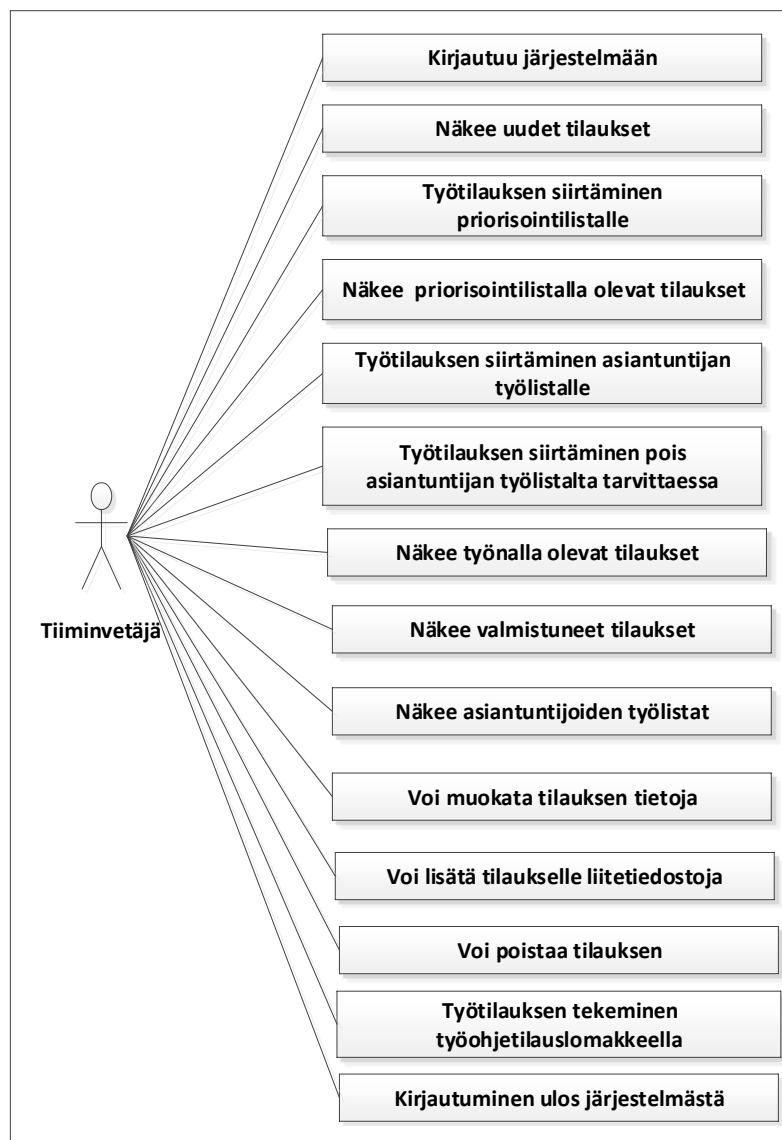 Kirjautuu järjestelmään
Näkee uudet tilaukset
Työtilauksen siirtäminen
priorisointilistalle
Näkee  priorisointilistalla olevat tilaukset
Työtilauksen siirtäminen asiantuntijan
työlistalle
Työtilauksen siirtäminen pois
asiantuntijan työlistalta tarvittaessa
Näkee työnalla olevat tilaukset
Tiiminvetäjä
Näkee valmistuneet tilaukset
Näkee asiantuntijoiden työlistat
Voi muokata tilauksen tietoja
Voi lisätä tilaukselle liitetiedostoja
Voi poistaa tilauksen
Työtilauksen tekeminen
työohjetilauslomakkeella
Kirjautuminen ulos järjestelmästä